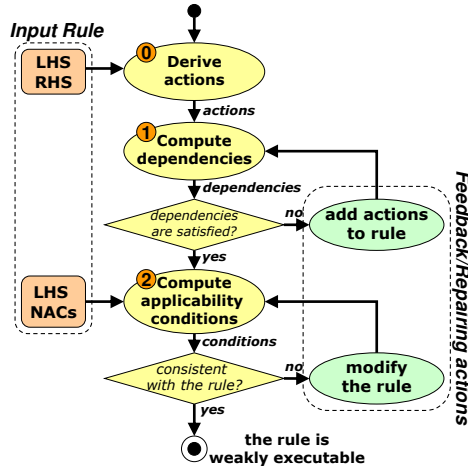 Input Rule
LHS
RHS
0
Derive
actions
actions
1
Compute
dependencies
dependencies
dependencies
are satisfied?
no
add actions
to rule
yes
LHS
NACs
2
Compute
applicability
conditions
conditions
consistent
with the rule?
no
modify
the rule
yes
the rule is
weakly executable
Feedback/Repairing actions